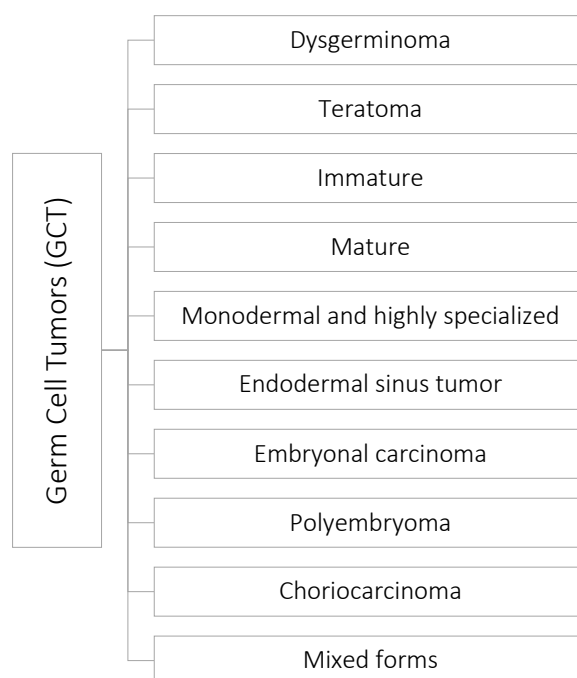 Germ Cell Tumors (GCT)
Dysgerminoma
Teratoma
Immature
Mature
Monodermal and highly specialized
Endodermal sinus tumor
Embryonal carcinoma
Polyembryoma
Choriocarcinoma
Mixed forms